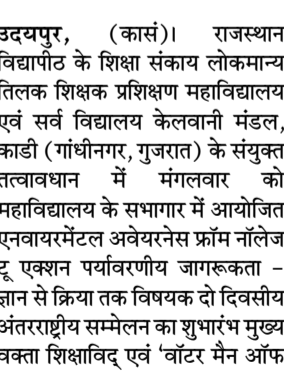 उदयपुर, (कासं)। राजस्थान
विद्यापीठ के शिक्षा संकाय लोकमान्य
तिलक शिक्षक प्रशिक्षण महाविद्यालय
एवं सर्व विद्यालय केलवानी मंडल,
काडी (गांधीनगर, गुजरात) के संयुक्त
तत्वावधान में मंगलवार को
महाविद्यालय के सभागार में आयोजित
एनवायरमेंटल अवेयरनेस फ्रॉम नॉलेज
टू एक्शन पर्यावरणीय जागरूकता –
ज्ञान से क्रिया तक विषयक दो दिवसीय
अंतरराष्ट्रीय सम्मेलन का शुभारंभ मुख्य
वक्ता शिक्षाविद् एवं ‘वॉटर मैन ऑफ